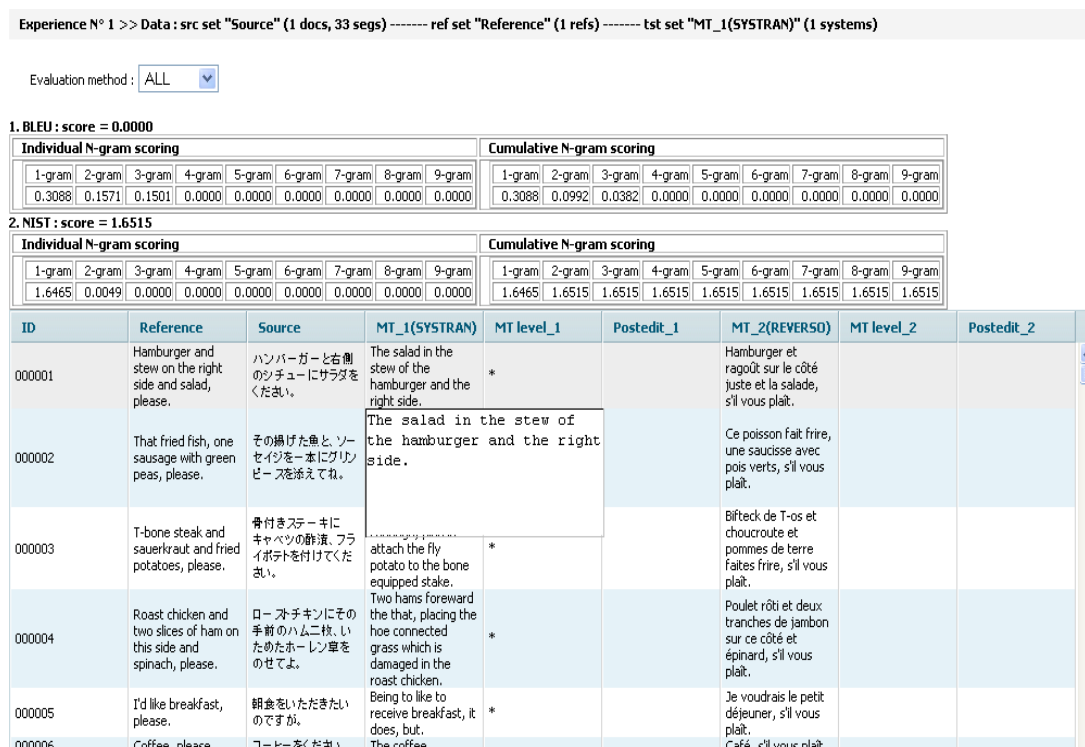 Experience N° 1 >> Data : src set "Source" (1 docs, 33 segs) ------- ref set "Reference" (1 refs) ------- tst set "MT_1(SYSTRAN)" (1 systems)
Evaluation method : ALL
1. BLEU : score = 0.0000
Individual N-gram scoring Cumulative N-gram scoring
1-gram 2-gram 3-gram 4-gram 5-gram 6-gram 7-gram 8-gram 9-gram 1-gram 2-gram 3-gram 4-gram 5-gram 6-gram 7-gram 8-gram 9-gram
0.3088 0.1571 0.1501 0.0000 0.0000 0.0000 0.0000 0.0000 0.0000 0.3088 0.0992 0.0382 0.0000 0.0000 0.0000 0.0000 0.0000 0.0000
2. NIST : score = 1.6515
Individual N-gram scoring Cumulative N-gram scoring
1-gram 2-gram 3-gram 4-gram 5-gram 6-gram 7-gram 8-gram 9-gram 1-gram 2-gram 3-gram 4-gram 5-gram 6-gram 7-gram 8-gram 9-gram
1.6465 0.0049 0.0000 0.0000 0.0000 0.0000 0.0000 0.0000 0.0000 1.6465 1.6515 1.6515 1.6515 1.6515 1.6515 1.6515 1.6515 1.6515
ID Reference Source MT_1(SYSTRAN) MT level_1 Postedit_1 MT_2(REVERSO) MT level_2 Postedit_2
000001
Hamburger and
stew on the right
side and salad,
please.
ハンバーガーと右側
のシチューにサラダを
ください。
The salad in the
stew of the
hamburger and the
right side.
*
Hamburger et
ragoût sur le côté
juste et la salade,
s'il vous plaît.
000002
That fried fish, one
sausage with green
peas, please.
その揚げた魚と、ソー
セイジを一本にグリン
ピースを添えてね。
The salad in the stew of
the hamburger and the right
side.
Ce poisson fait frire,
une saucisse avec
pois verts, s'il vous
plaît.
000003
T-bone steak and
sauerkraut and fried
potatoes, please.
骨付きステーキに
キャベツの酢漬、フラ
イポテトを付けてくだ
さい。
attach the fly
potato to the bone
equipped stake.
*
Bifteck de T-os et
choucroute et
pommes de terre
faites frire, s'il vous
plaît.
000004
Roast chicken and
two slices of ham on
this side and
spinach, please.
ローストチキンにその
手前のハム二枚、い
ためたホーレン草を
のせてよ。
Two hams foreward
the that, placing the
hoe connected
grass which is
damaged in the
roast chicken.
*
Poulet rôti et deux
tranches de jambon
sur ce côté et
épinard, s'il vous
plaît.
000005
I'd like breakfast,
please.
朝食をいただきたい
のですが。
Being to like to
receive breakfast, it
does, but.
*
Je voudrais le petit
déjeuner, s'il vous
plaît.
000006
Coffee, please
コーヒーをください
The coffee
Café, s'il vous plaît